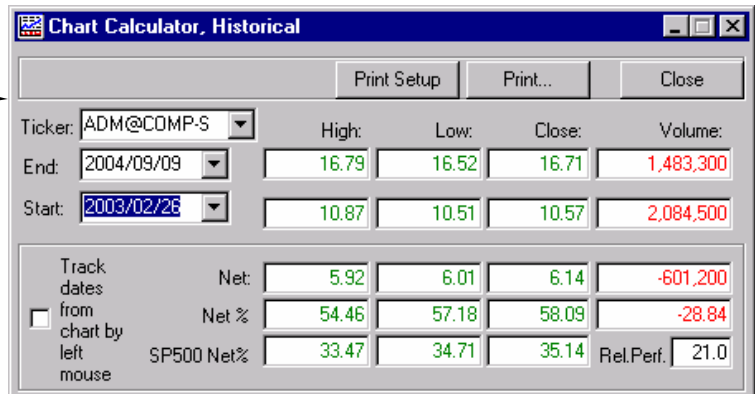 Chart Calculator, Historical
Print Setup Print... Close
Ticker: ADM@COMP-S High: Low: Close: Volume:
End: 2004/09/09 16.79 16.52 16.71 1,483,300
Start: 2003/02/26 10.87 10.51 10.57 2,084,500
Track dates from chart by left mouse
Net: 5.92 6.01 6.14 -601,200
Net % 54.46 57.18 58.09 -28.84
SP500 Net% 33.47 34.71 35.14 Rel.Perf. 21.0